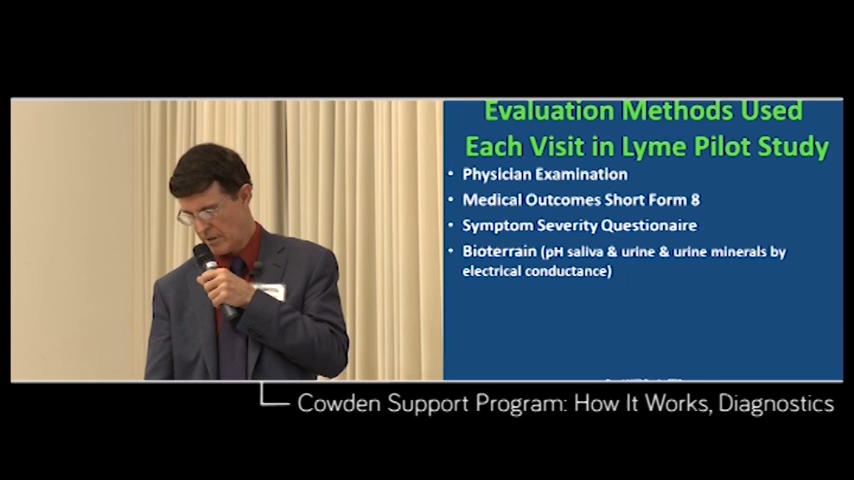 Evaluation Methods Used
Each Visit in Lyme Pilot Study
• Physician Examination
• Medical Outcomes Short Form 8
• Symptom Severity Questionaire
• Bioterrain (pH saliva & urine & urine minerals by
electrical conductance)
Cowden Support Program: How It Works, Diagnostics